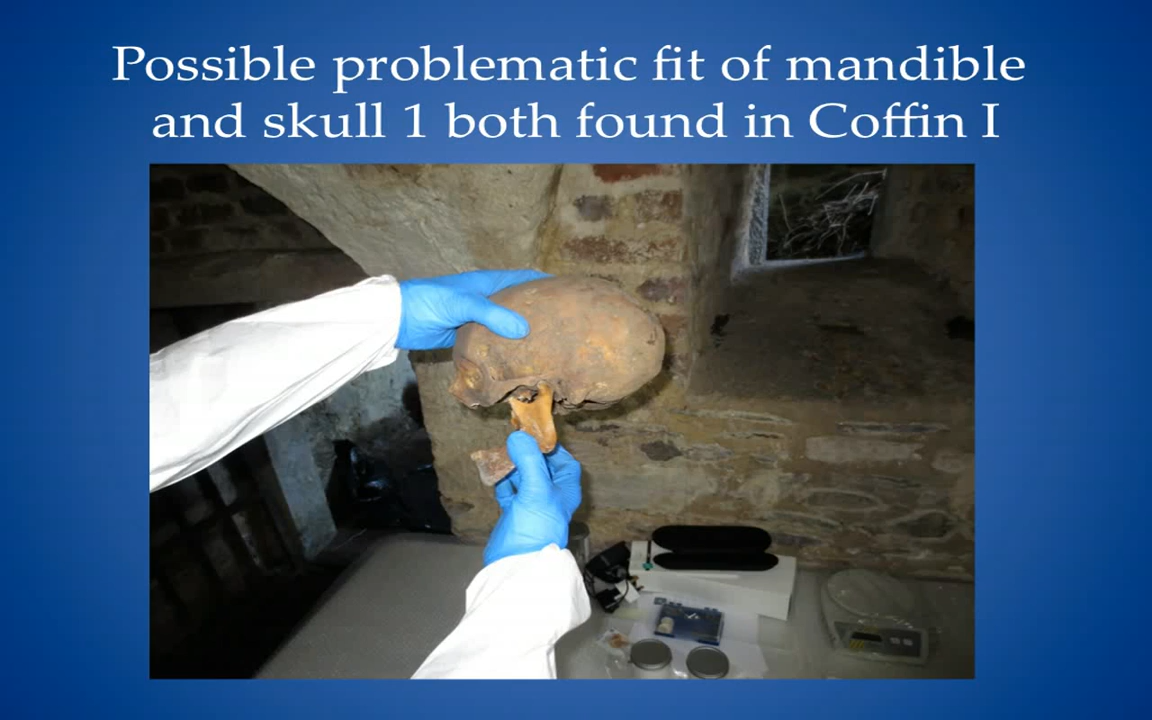 Possible problematic fit of mandible
and skull 1 both found in Coffin I